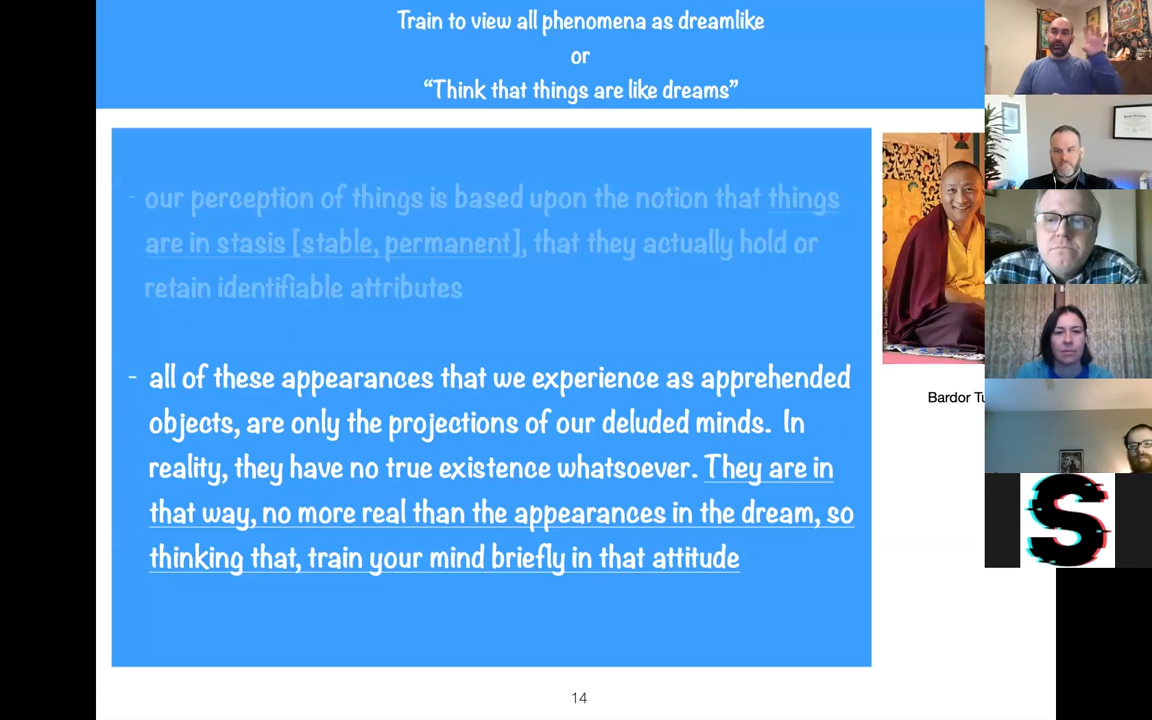 Train to view all phenomena as dreamlike
or
“Think that things are like dreams”
- our perception of things is based upon the notion that things
are in stasis [stable, permanent], that they actually hold or
retain identifiable attributes
- all of these appearances that we experience as apprehended
objects, are only the projections of our deluded minds. In
reality, they have no true existence whatsoever. They are in
that way, no more real than the appearances in the dream, so
thinking that, train your mind briefly in that attitude
Bardor Tu
S
14